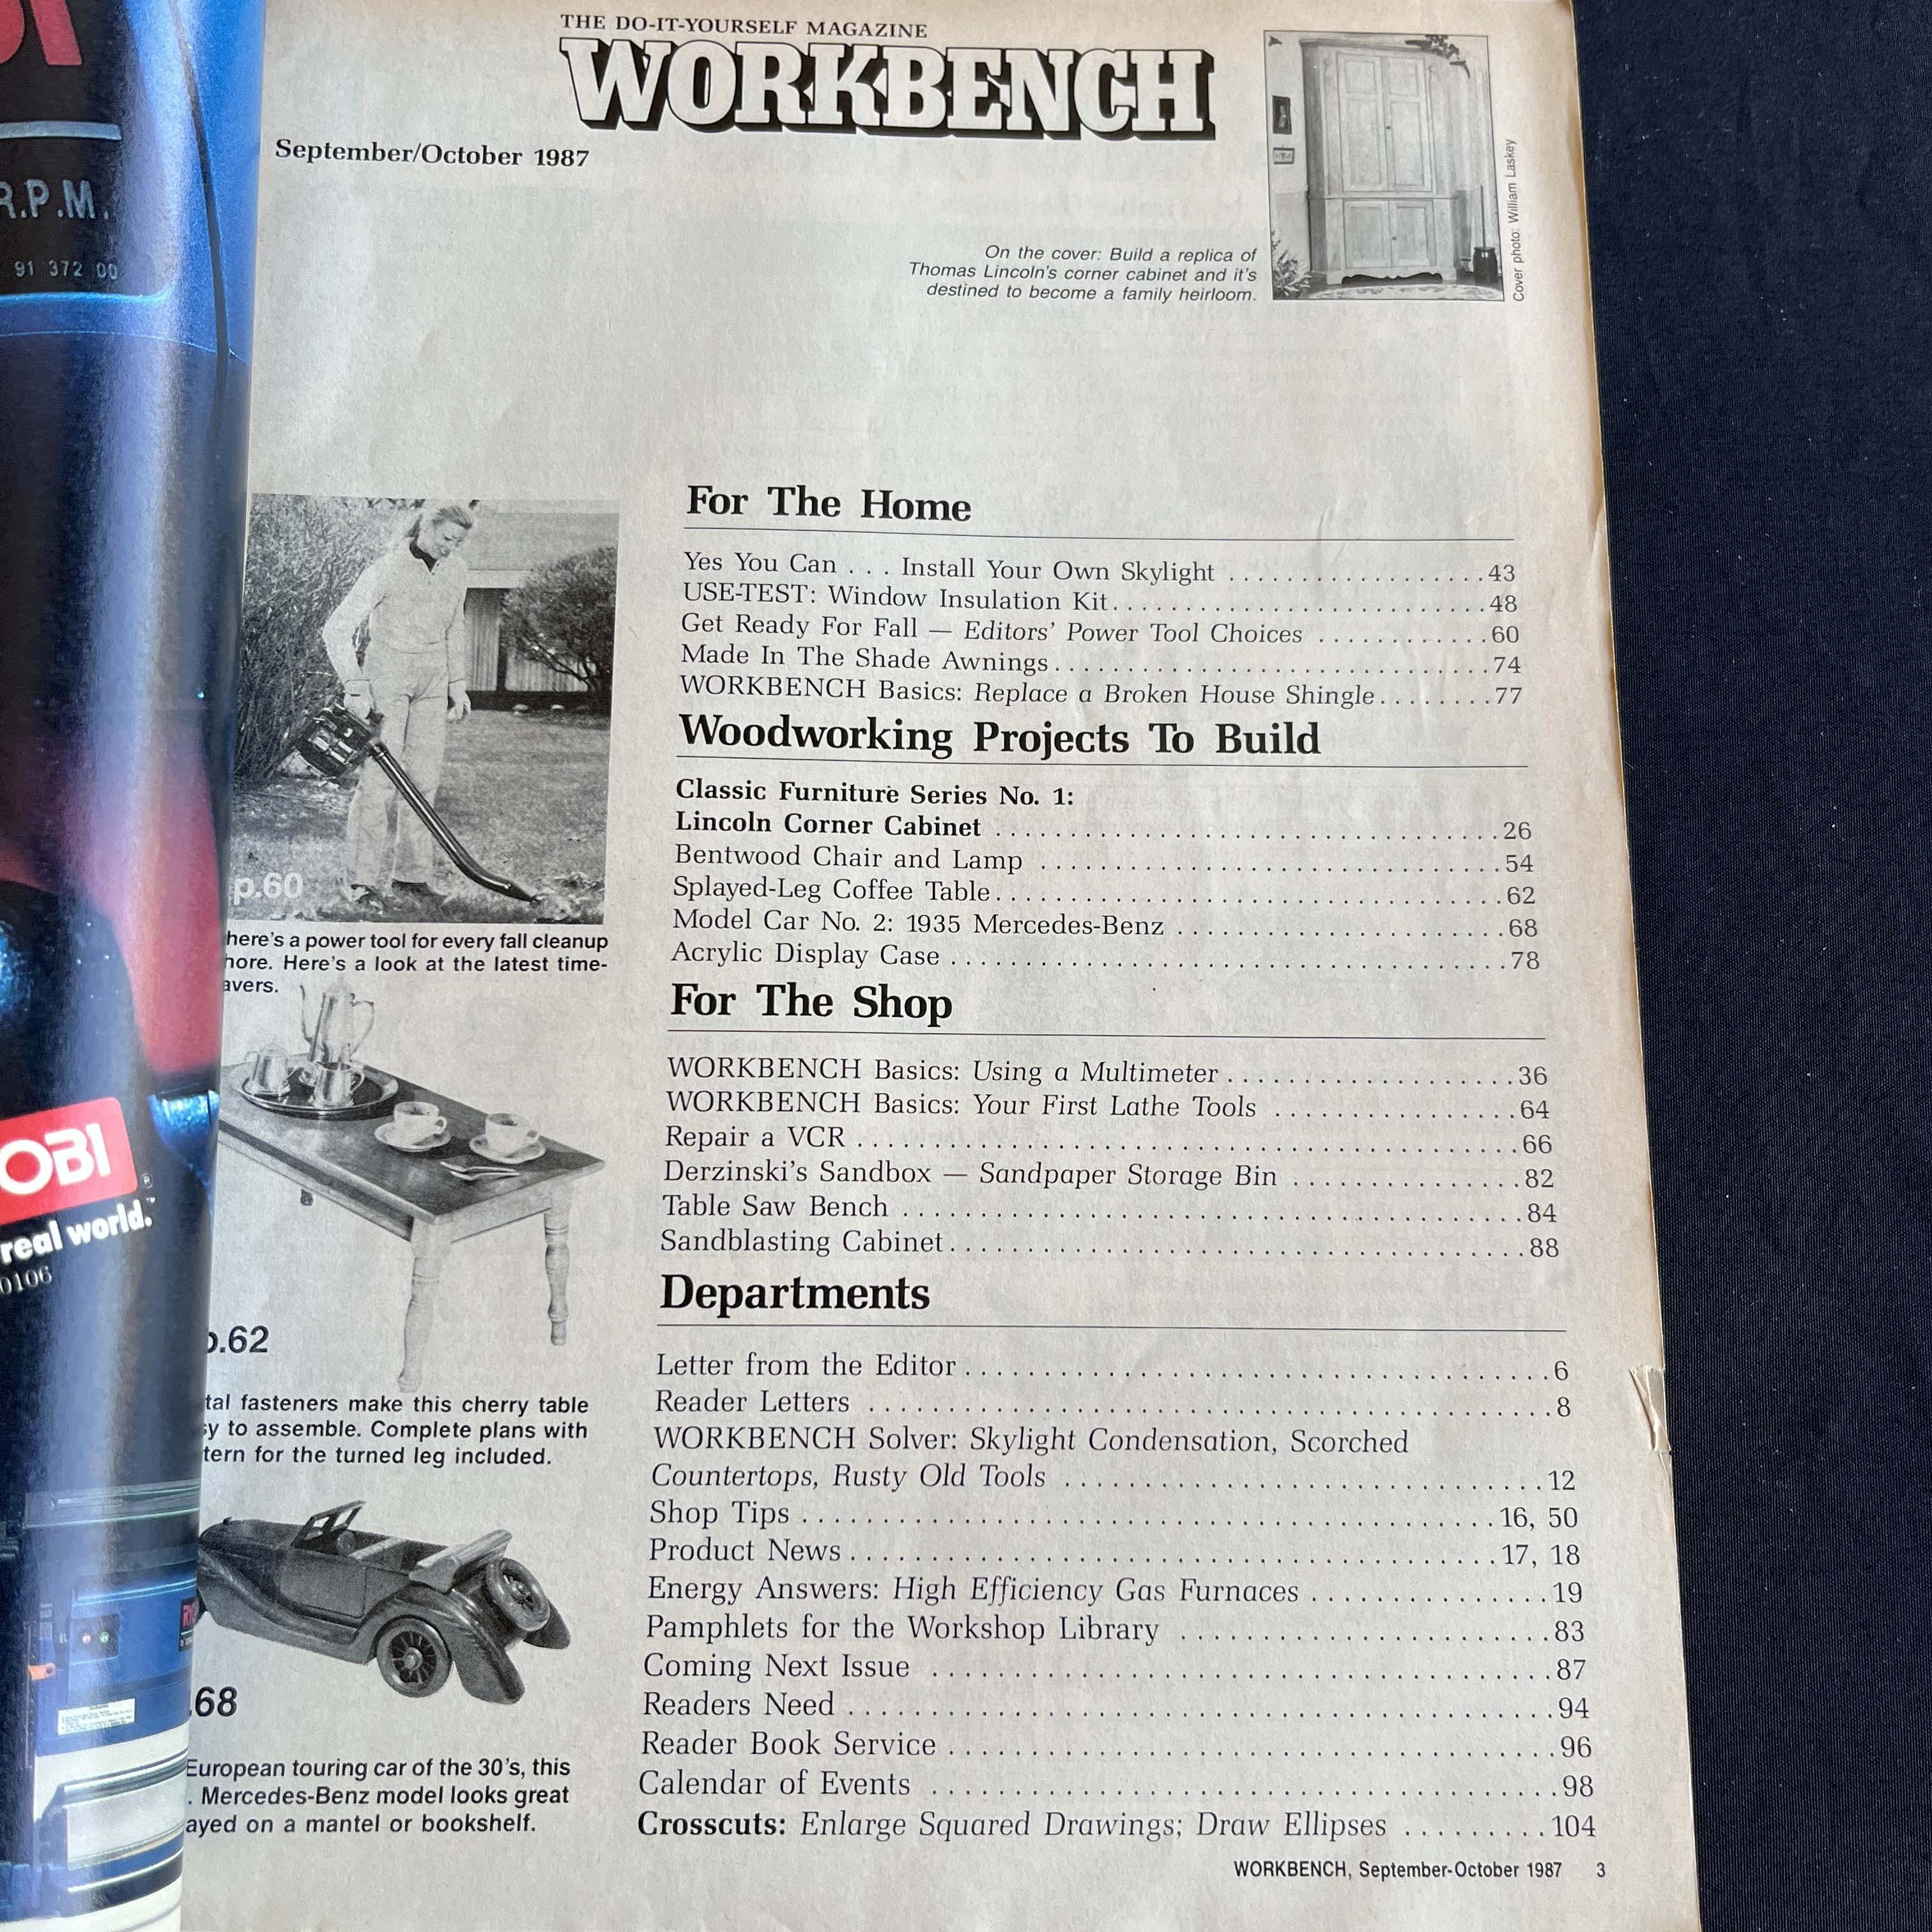 R.P.M.
91 372 00
OBI
real world.™
0106
THE DO-IT-YOURSELF MAGAZINE
WORKBENCH
September/October 1987
On the cover: Build a replica of
Thomas Lincoln's corner cabinet and it's
destined to become a family heirloom.
Cover photo: William Laskey
p.60
here's a power tool for every fall cleanup
hore. Here's a look at the latest time-
avers.
p.62
tal fasteners make this cherry table
sy to assemble. Complete plans with
tern for the turned leg included.
.68
European touring car of the 30's, this
. Mercedes-Benz model looks great
ayed on a mantel or bookshelf.
For The Home
Yes You Can . . . Install Your Own Skylight . . . . . . . . . . . . . . . . . . 43
USE-TEST: Window Insulation Kit . . . . . . . . . . . . . . . . . . . . . . . . . . 48
Get Ready For Fall — Editors' Power Tool Choices . . . . . . . . . . . . 60
Made In The Shade Awnings . . . . . . . . . . . . . . . . . . . . . . . . . . . . . . 74
WORKBENCH Basics: Replace a Broken House Shingle . . . . . . . . 77
Woodworking Projects To Build
Classic Furniture Series No. 1:
Lincoln Corner Cabinet . . . . . . . . . . . . . . . . . . . . . . . . . . . . . . . . . . . 26
Bentwood Chair and Lamp . . . . . . . . . . . . . . . . . . . . . . . . . . . . . . . . 54
Splayed-Leg Coffee Table . . . . . . . . . . . . . . . . . . . . . . . . . . . . . . . . . . . 62
Model Car No. 2: 1935 Mercedes-Benz . . . . . . . . . . . . . . . . . . . . . . . 68
Acrylic Display Case . . . . . . . . . . . . . . . . . . . . . . . . . . . . . . . . . . . . . . 78
For The Shop
WORKBENCH Basics: Using a Multimeter . . . . . . . . . . . . . . . . . . . . 36
WORKBENCH Basics: Your First Lathe Tools . . . . . . . . . . . . . . . . . 64
Repair a VCR . . . . . . . . . . . . . . . . . . . . . . . . . . . . . . . . . . . . . . . . . . . . . 66
Derzinski's Sandbox — Sandpaper Storage Bin . . . . . . . . . . . . . . . . 82
Table Saw Bench . . . . . . . . . . . . . . . . . . . . . . . . . . . . . . . . . . . . . . . . . . 84
Sandblasting Cabinet . . . . . . . . . . . . . . . . . . . . . . . . . . . . . . . . . . . . . . . 88
Departments
Letter from the Editor . . . . . . . . . . . . . . . . . . . . . . . . . . . . . . . . . . . . . . . 6
Reader Letters . . . . . . . . . . . . . . . . . . . . . . . . . . . . . . . . . . . . . . . . . . . . . . 8
WORKBENCH Solver: Skylight Condensation, Scorched
Countertops, Rusty Old Tools . . . . . . . . . . . . . . . . . . . . . . . . . . . . . . . . 12
Shop Tips . . . . . . . . . . . . . . . . . . . . . . . . . . . . . . . . . . . . . . . . . . . . . . 16, 50
Product News . . . . . . . . . . . . . . . . . . . . . . . . . . . . . . . . . . . . . . . . . . . 17, 18
Energy Answers: High Efficiency Gas Furnaces . . . . . . . . . . . . . . . . 19
Pamphlets for the Workshop Library . . . . . . . . . . . . . . . . . . . . . . . . . 83
Coming Next Issue . . . . . . . . . . . . . . . . . . . . . . . . . . . . . . . . . . . . . . . . . 87
Readers Need . . . . . . . . . . . . . . . . . . . . . . . . . . . . . . . . . . . . . . . . . . . . . . 94
Reader Book Service . . . . . . . . . . . . . . . . . . . . . . . . . . . . . . . . . . . . . . . . 96
Calendar of Events . . . . . . . . . . . . . . . . . . . . . . . . . . . . . . . . . . . . . . . . . 98
Crosscuts: Enlarge Squared Drawings; Draw Ellipses . . . . . . . . . 104
WORKBENCH, September-October 1987 3